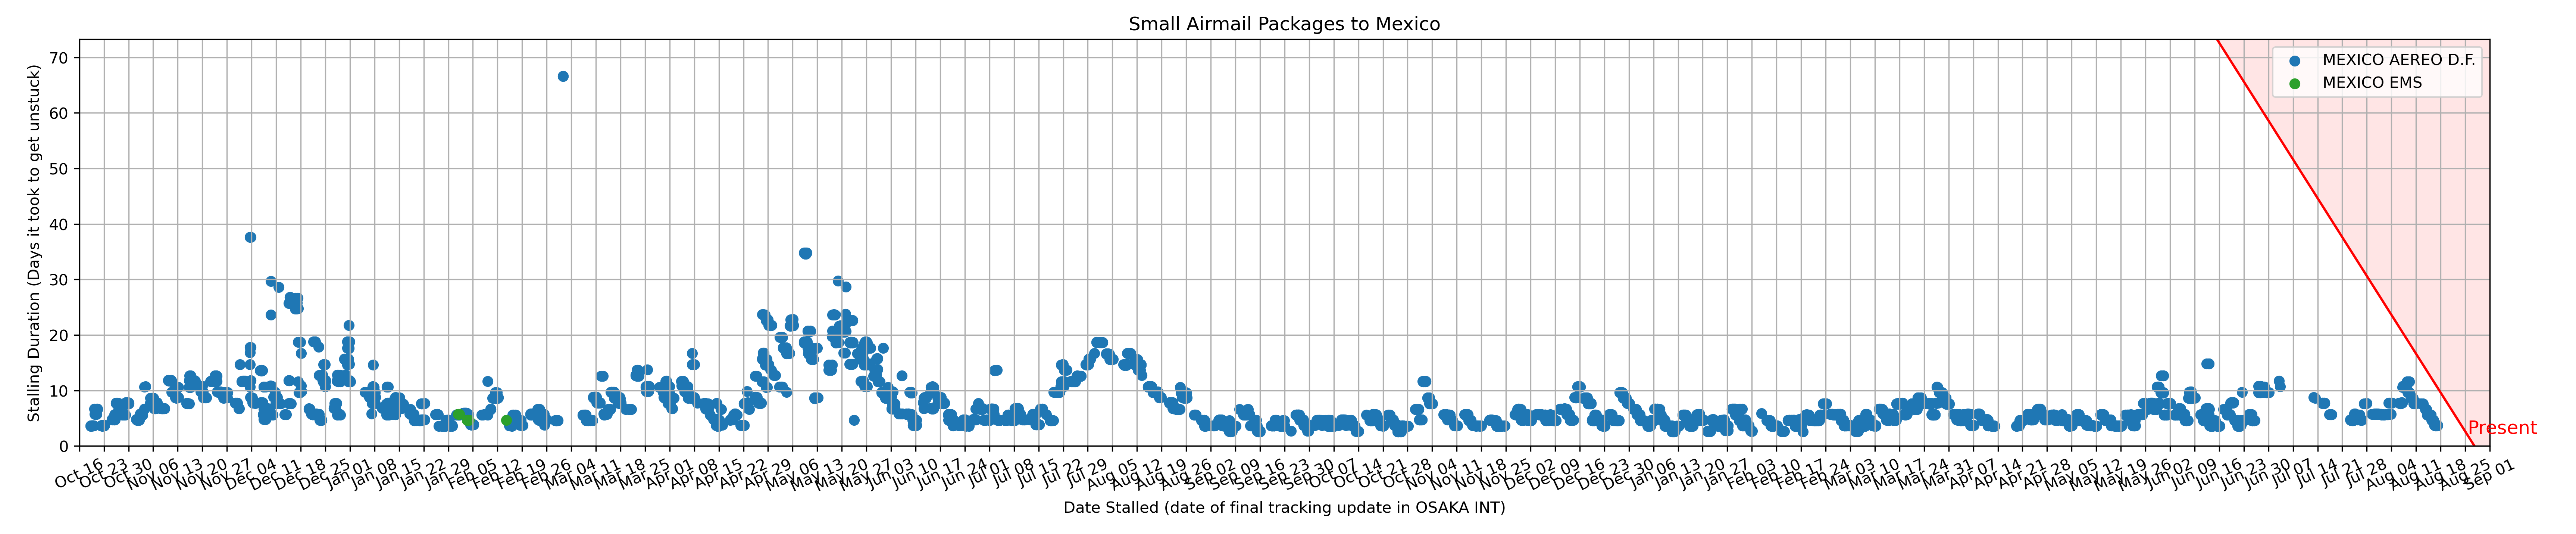 Small Airmail Packages to Mexico
Stalling Duration (Days it took to get unstuck)
70
60
50
40
30
20
10
0
MEXICO AEREO D.F.
MEXICO EMS
Present
Oct 16
Oct 23
Oct 30
Nov 06
Nov 13
Nov 20
Nov 27
Dec 04
Dec 11
Dec 18
Dec 25
Jan 01
Jan 08
Jan 15
Jan 22
Jan 29
Feb 05
Feb 12
Feb 19
Feb 26
Mar 04
Mar 11
Mar 18
Mar 25
Apr 01
Apr 08
Apr 15
Apr 22
Apr 29
May 06
May 13
May 20
May 27
Jun 03
Jun 10
Jun 17
Jun 24
Jul 01
Jul 08
Jul 15
Jul 22
Jul 29
Aug 05
Aug 12
Aug 19
Aug 26
Sep 02
Sep 09
Sep 16
Sep 23
Sep 30
Oct 07
Oct 14
Oct 21
Oct 28
Nov 04
Nov 11
Nov 18
Nov 25
Dec 02
Dec 09
Dec 16
Dec 23
Dec 30
Jan 06
Jan 13
Jan 20
Jan 27
Feb 03
Feb 10
Feb 17
Feb 24
Mar 03
Mar 10
Mar 17
Mar 24
Mar 31
Apr 07
Apr 14
Apr 21
Apr 28
May 05
May 12
May 19
May 26
Jun 02
Jun 09
Jun 16
Jun 23
Jun 30
Jul 07
Jul 14
Jul 21
Jul 28
Aug 04
Aug 11
Aug 18
Aug 25
Sep 01
Date Stalled (date of final tracking update in OSAKA INT)